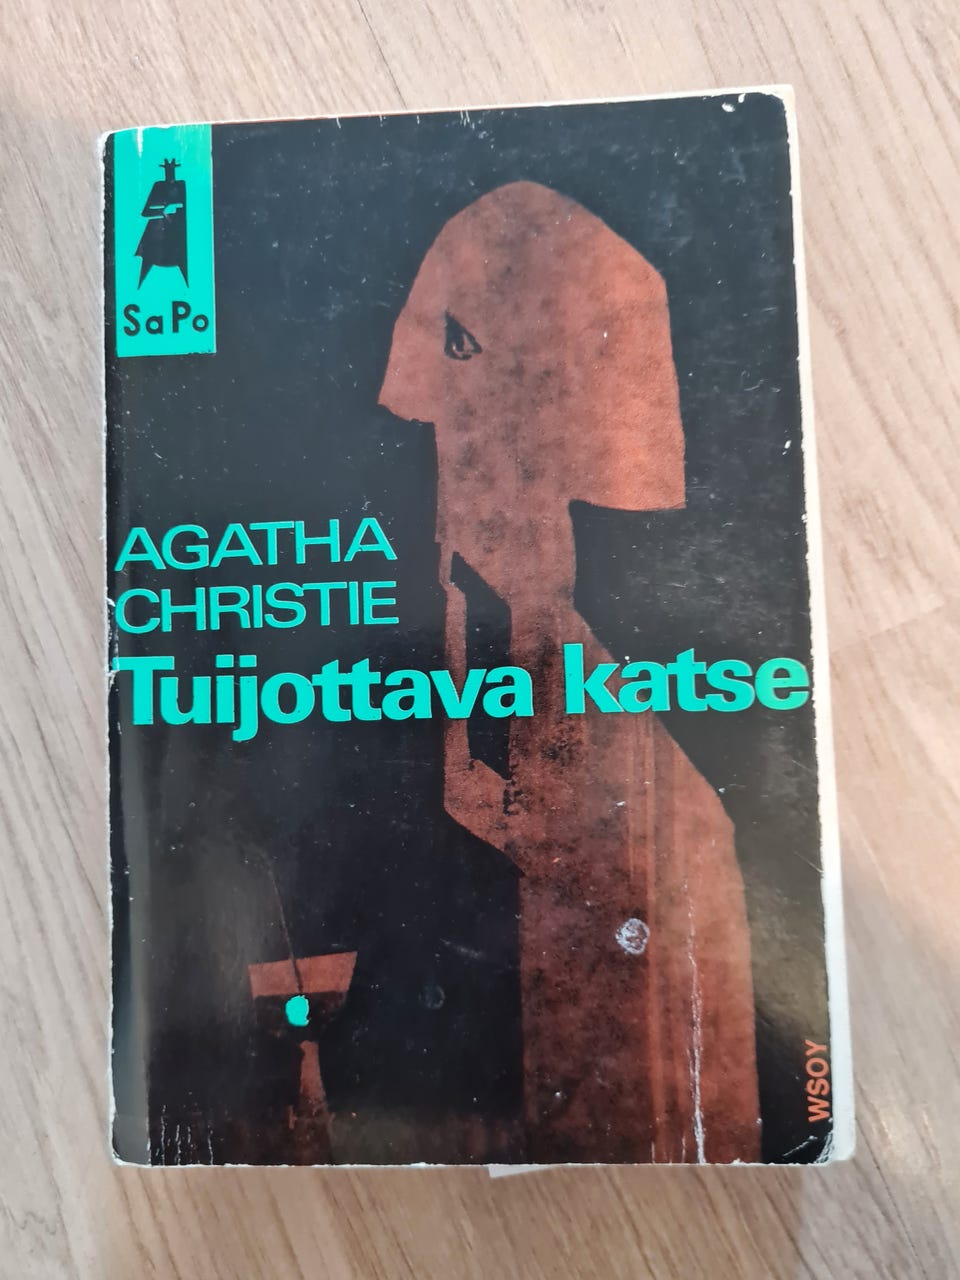 SaPo
AGATHA
CHRISTIE
Tuijottava katse
WSOY